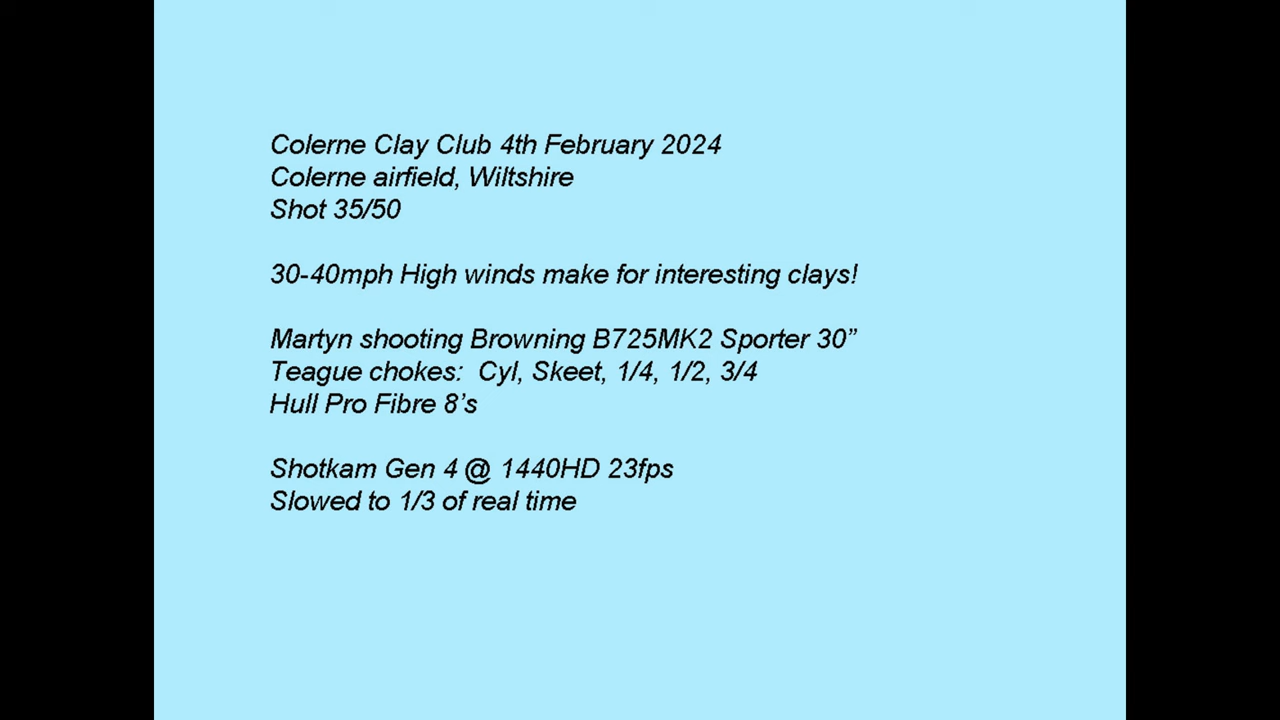 Colerne Clay Club 4th February 2024
Colerne airfield, Wiltshire
Shot 35/50
30-40mph High winds make for interesting clays!
Martyn shooting Browning B725MK2 Sporter 30”
Teague chokes:  Cyl, Skeet, 1/4, 1/2, 3/4
Hull Pro Fibre 8’s
Shotkam Gen 4 @ 1440HD 23fps
Slowed to 1/3 of real time